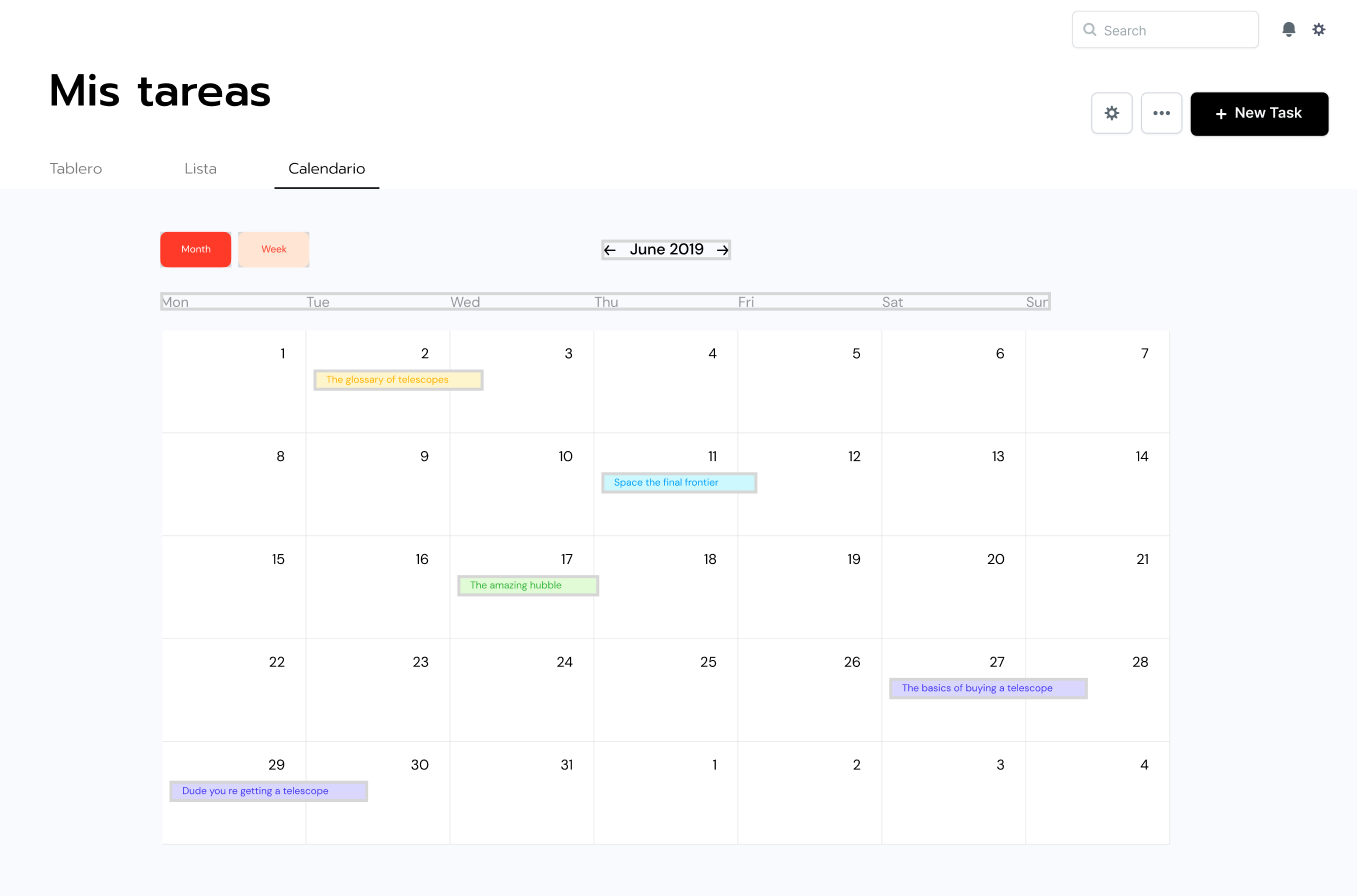 Search
Mis tareas
+ New Task
Tablero Lista Calendario
Month Week ← June 2019 →
Mon Tue Wed Thu Fri Sat Sun
1 2 3 4 5 6 7
The glossary of telescopes
8 9 10 11 12 13 14
Space the final frontier
15 16 17 18 19 20 21
The amazing hubble
22 23 24 25 26 27 28
The basics of buying a telescope
29 30 31 1 2 3 4
Dude you re getting a telescope